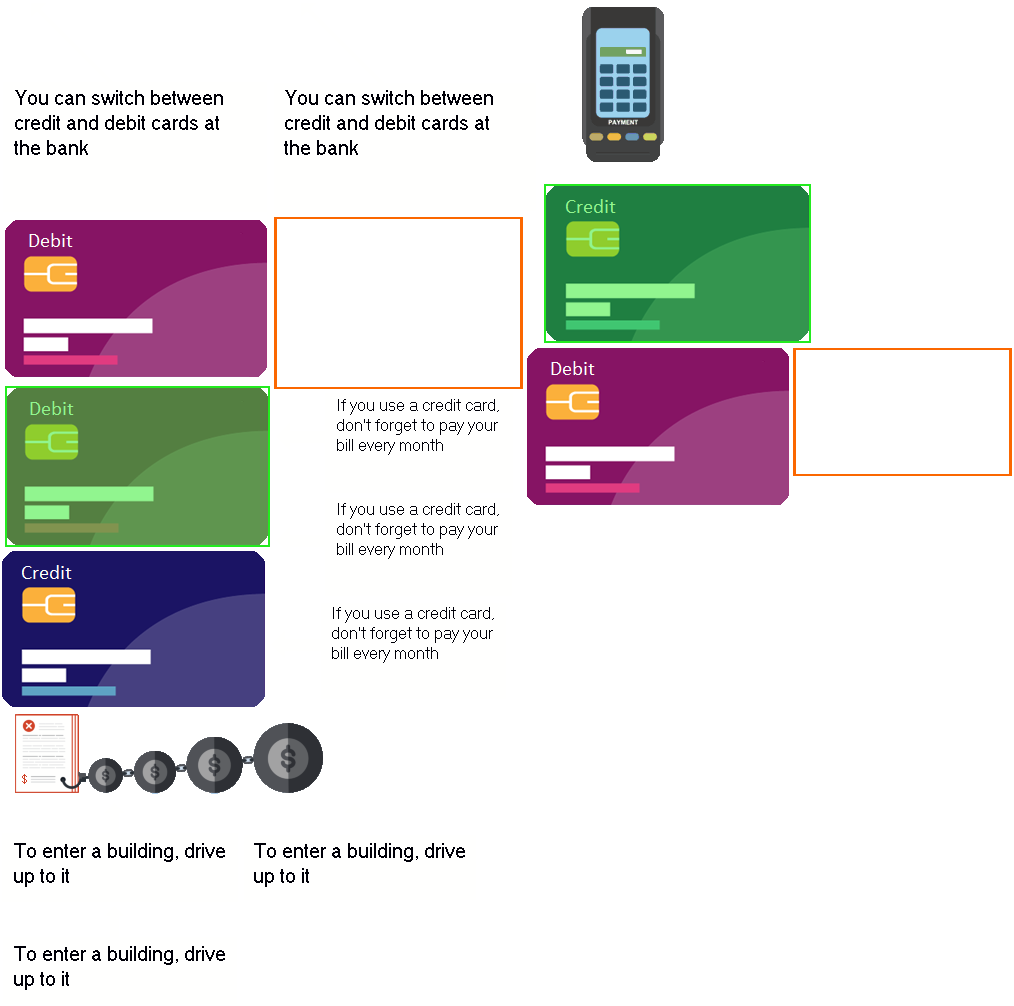 You can switch between
credit and debit cards at
the bank
You can switch between
credit and debit cards at
the bank
PAYMENT
Debit
Credit
Debit
Debit
If you use a credit card,
don't forget to pay your
bill every month
If you use a credit card,
don't forget to pay your
bill every month
Credit
If you use a credit card,
don't forget to pay your
bill every month
$
$ $ $ $
To enter a building, drive
up to it
To enter a building, drive
up to it
To enter a building, drive
up to it